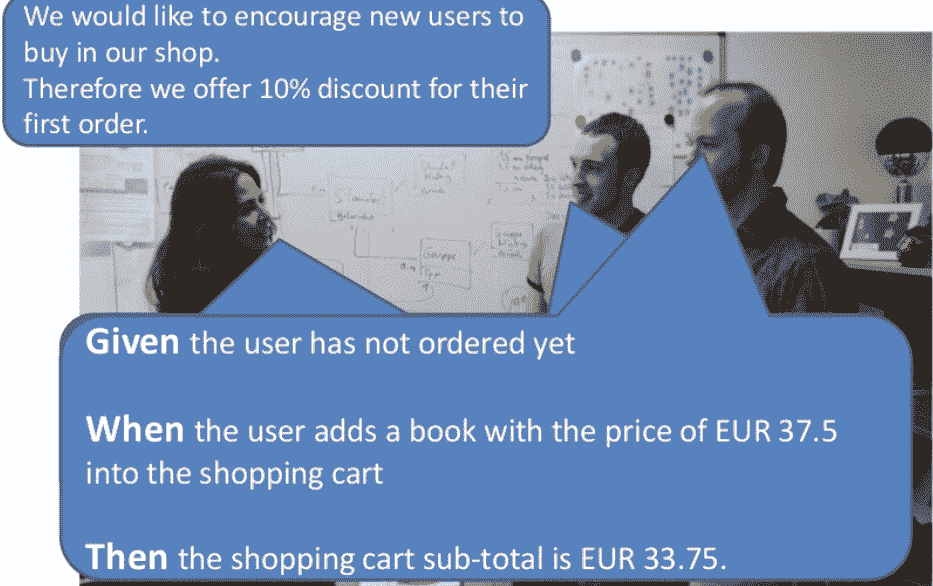 We would like to encourage new users to
buy in our shop.
Therefore we offer 10% discount for their
first order.
Given the user has not ordered yet
When the user adds a book with the price of EUR 37.5
into the shopping cart
Then the shopping cart sub-total is EUR 33.75.